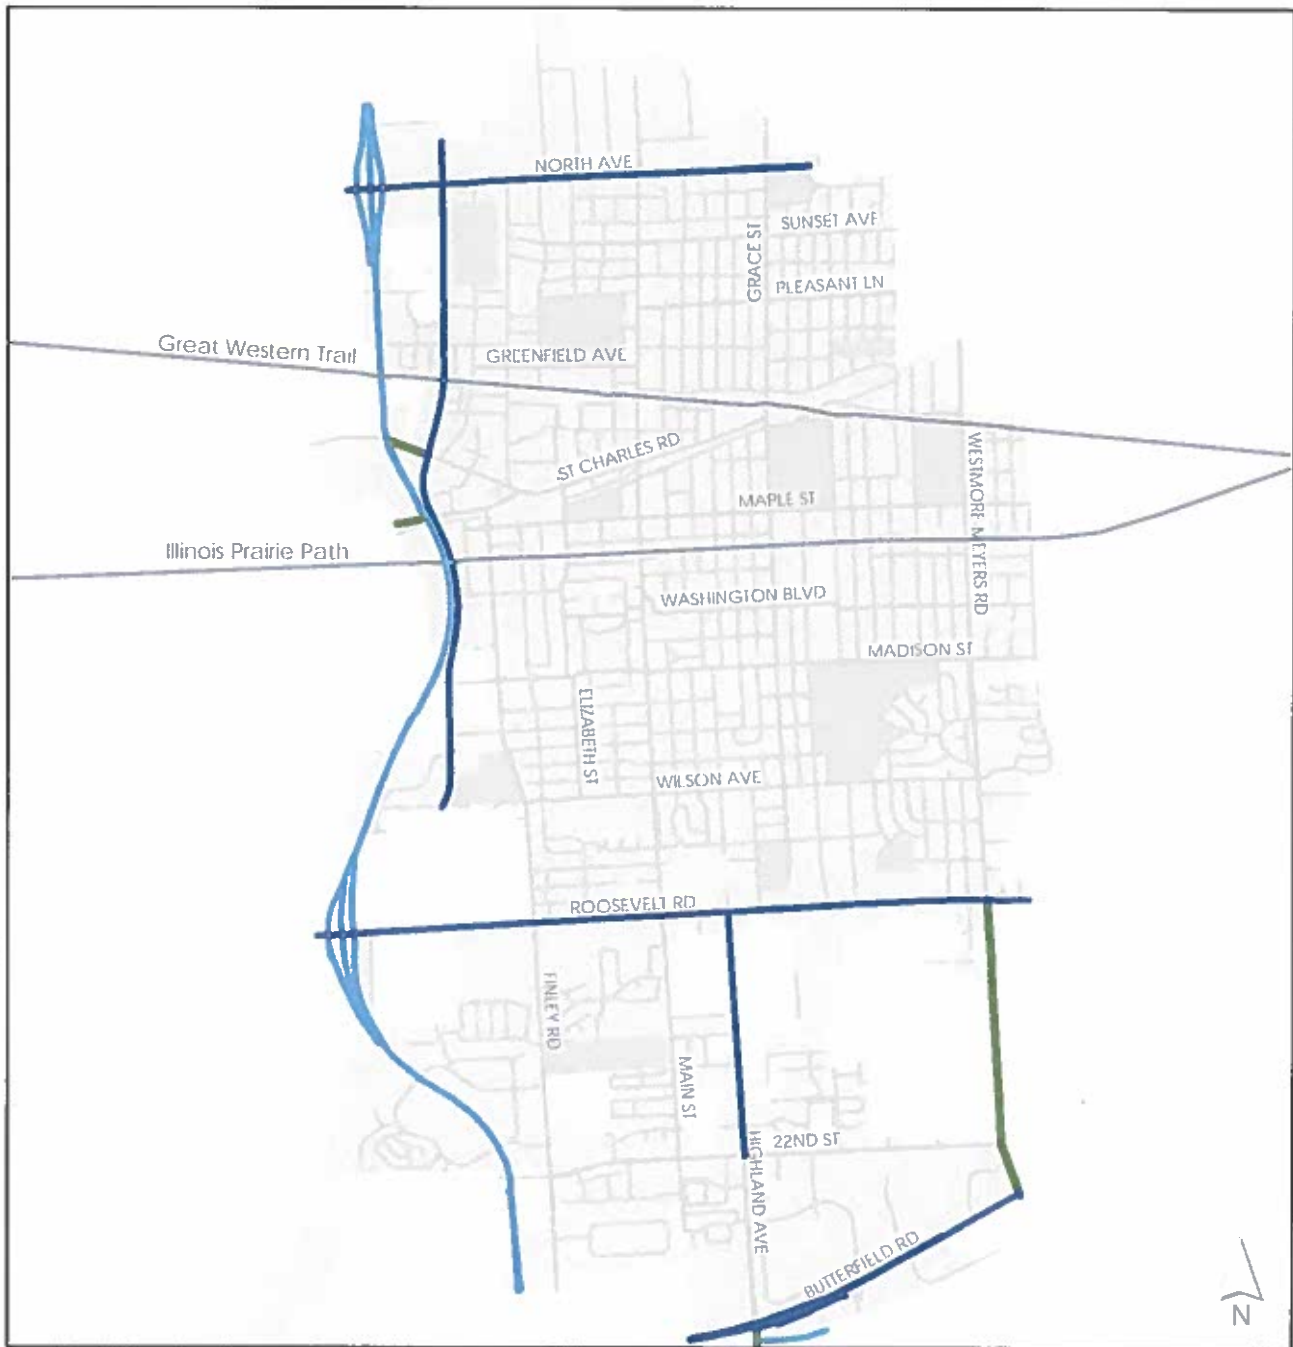 NORTH AVE
SUNSET AVE
GRACE ST
PLEASANT LN
Great Western Trail
GREENFIELD AVE
ST CHARLES RD
WESTMORE MEYERS RD
MAPLE ST
Illinois Prairie Path
WASHINGTON BLVD
MADISON ST
ELIZABETH ST
WILSON AVE
ROOSEVELT RD
FINLEY RD
MAIN ST
22ND ST
HIGHLAND AVE
BUTTERFIELD RD
N